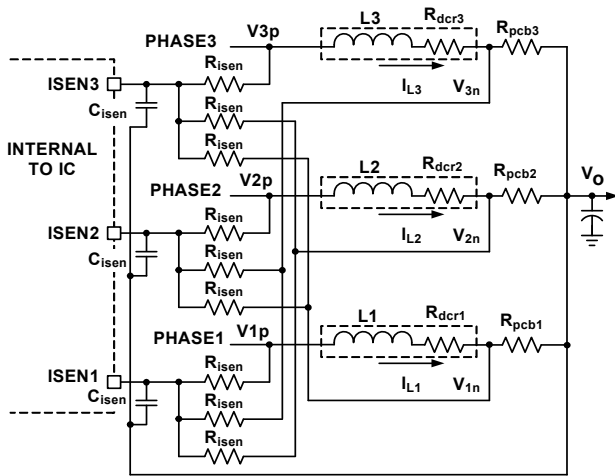 PHASE3 V3p L3 Rdcr3 Rpcb3
ISEN3 Risen IL3 V3n
Cisen Risen
Risen
INTERNAL
TO IC
PHASE2 V2p L2 Rdcr2 Rpcb2 Vo
ISEN2 Risen IL2 V2n
Cisen Risen
Risen
PHASE1 V1p L1 Rdcr1 Rpcb1
ISEN1 Risen IL1 V1n
Cisen Risen
Risen